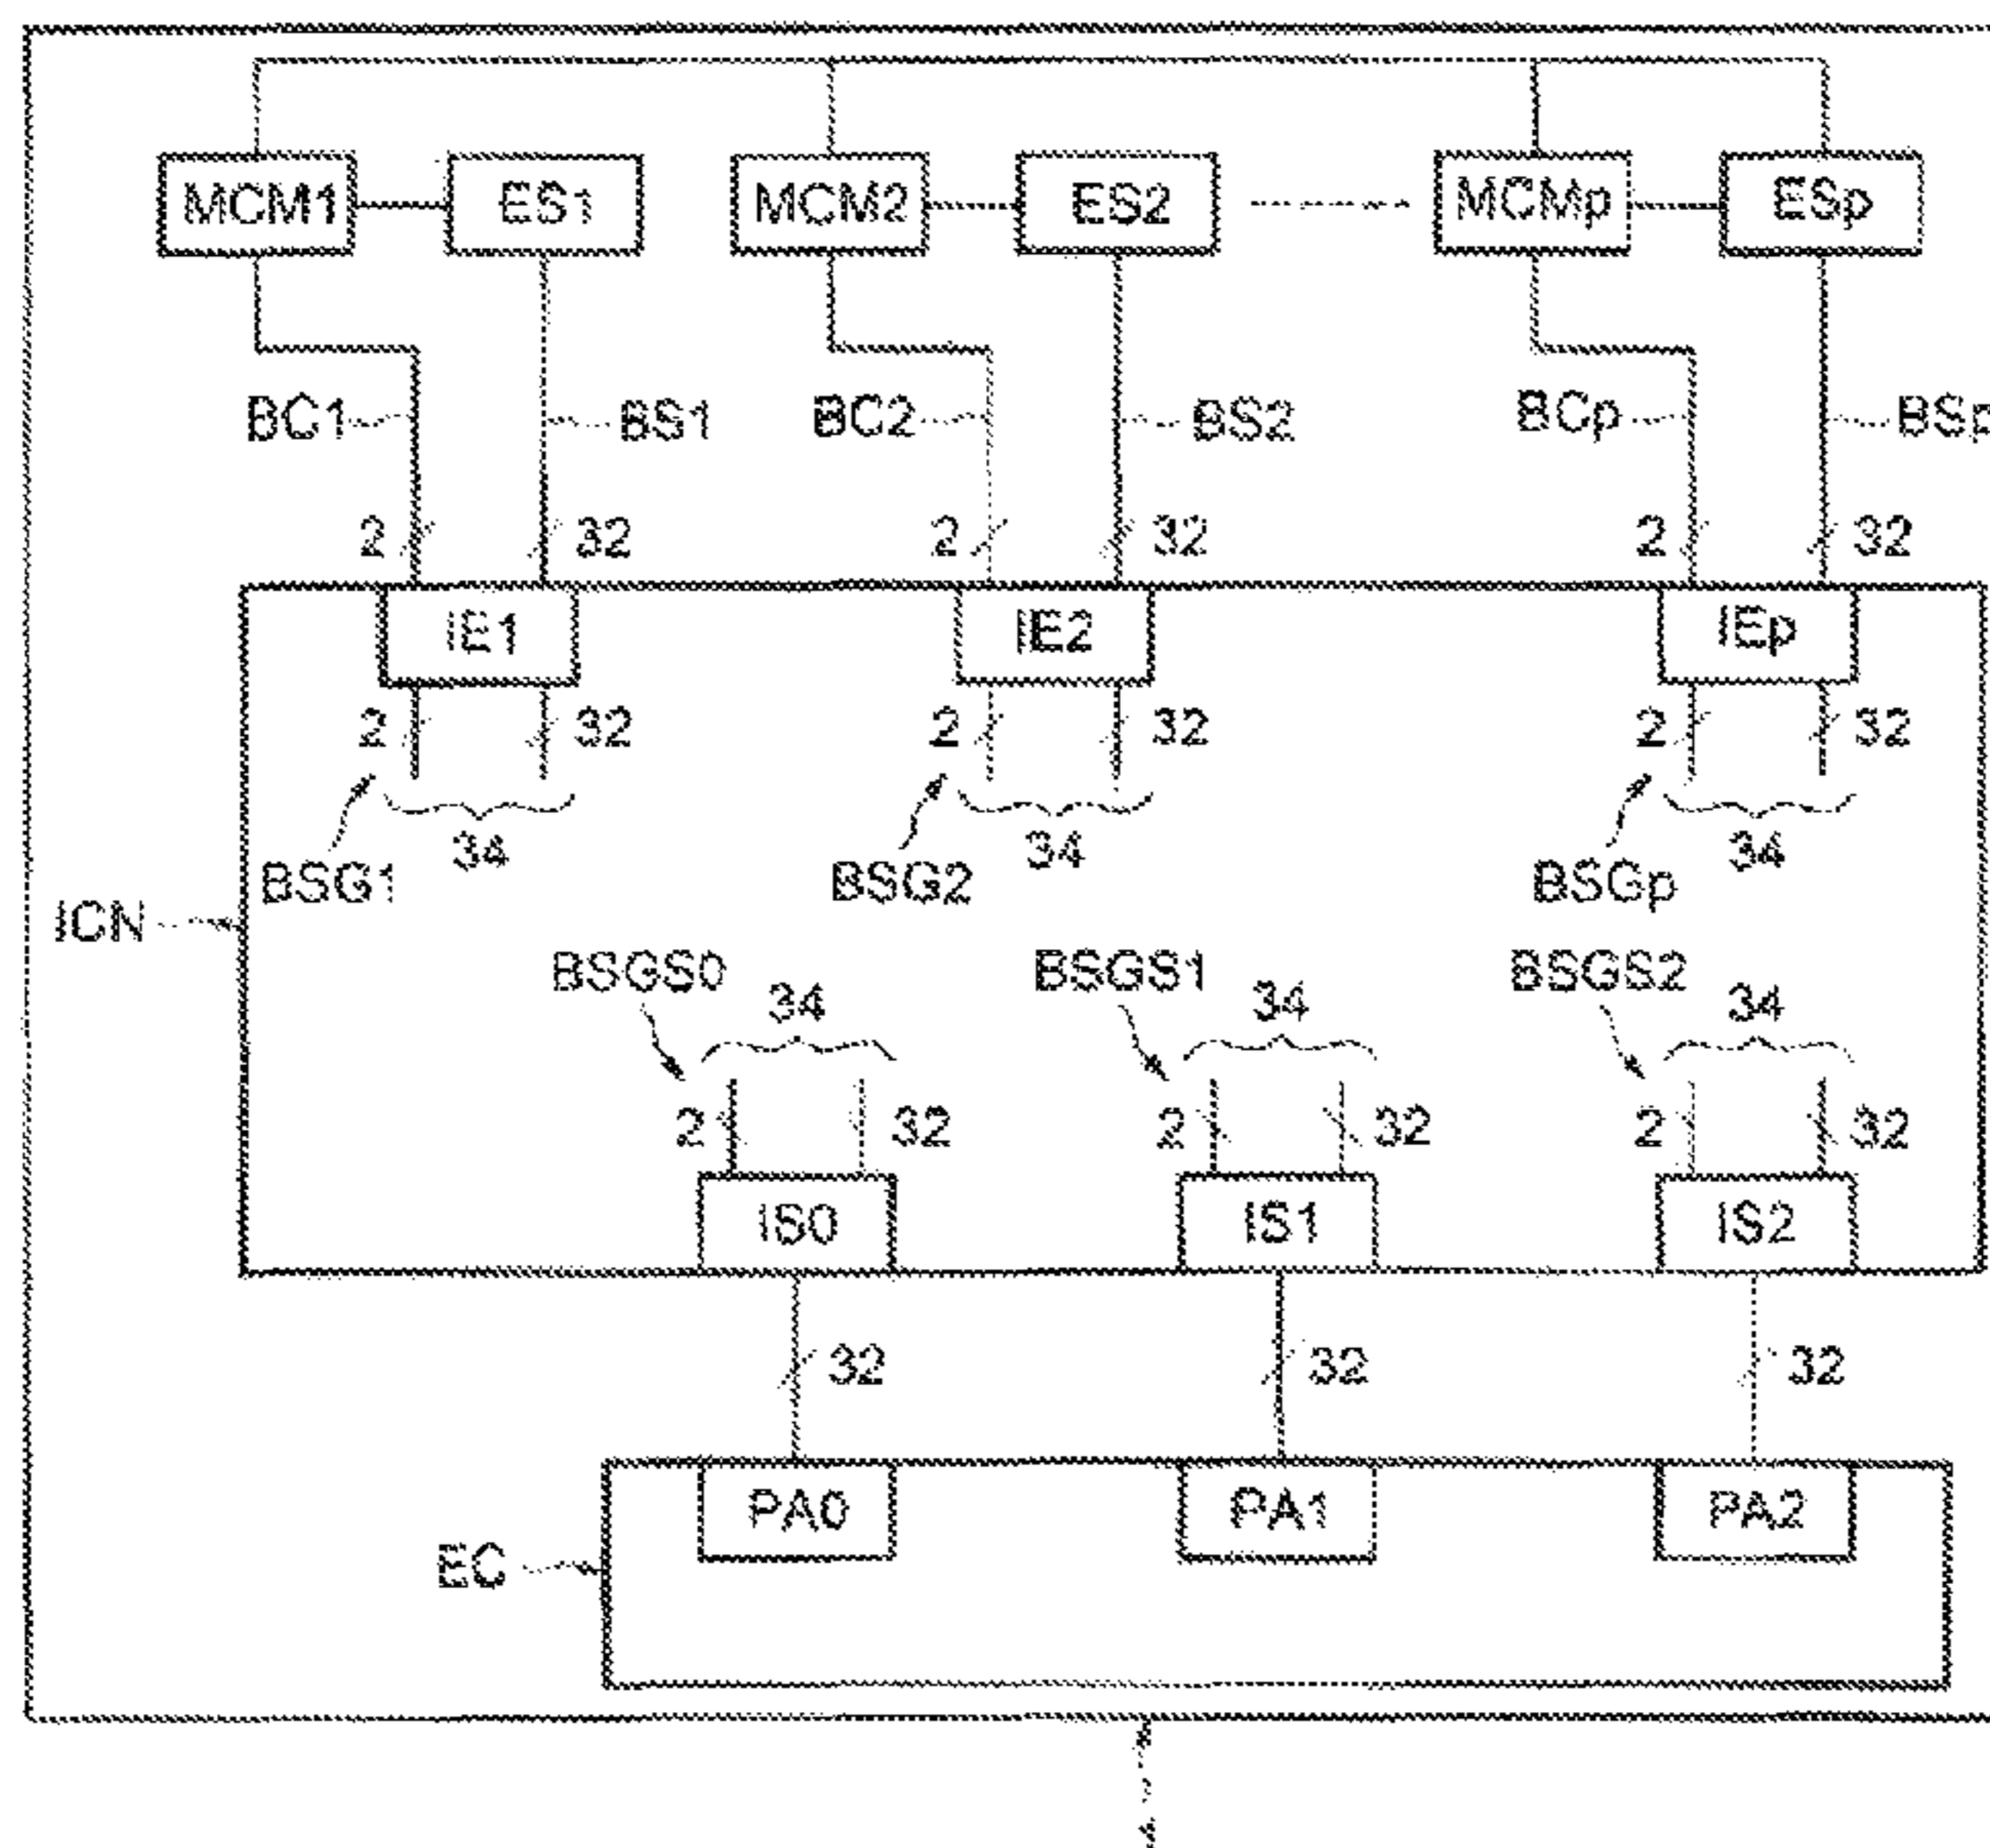 MCM1 ES1 MCM2 ES2 MCMp ESp
BC1 BS1 BC2 BS2 BCp BSp
2 32 2 32 2 32
IE1 IE2 IEp
2 32 2 32 2 32
34 34 34
BSG1 BSG2 BSGp
ICN
BSGS0 BSGS1 BSGS2
34 34 34
2 32 2 32 2 32
IS0 IS1 IS2
32 32 32
PA0 PA1 PA2
EC